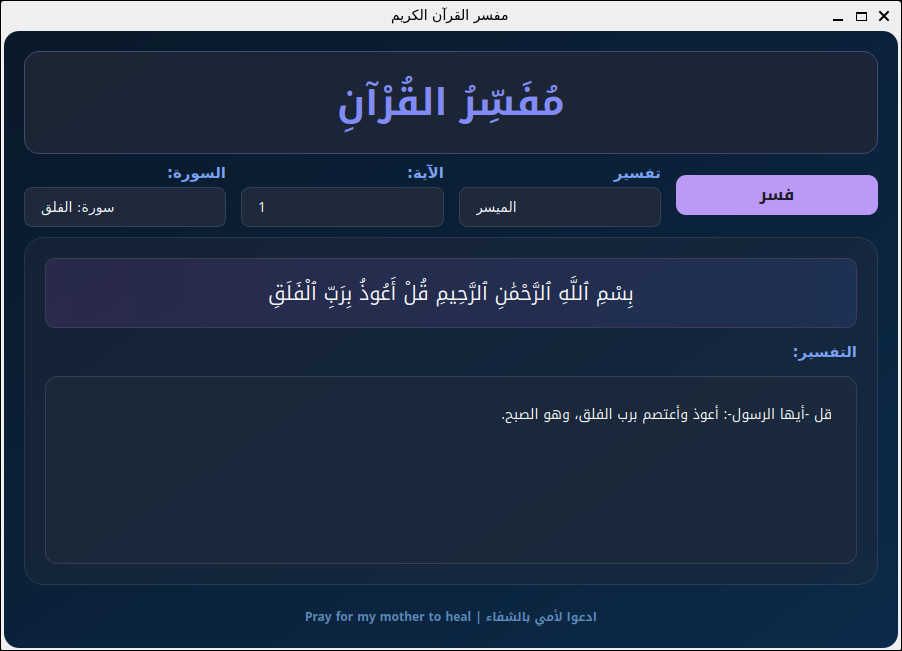 مفسر القرآن الكريم
مُفَسِّرُ القُرْآنِ
فسر
تفسير
الميسر
الآية:
1
السورة:
سورة: الفلق
بِسْمِ ٱللَّهِ ٱلرَّحْمَٰنِ ٱلرَّحِيمِ قُلْ أَعُوذُ بِرَبِّ ٱلْفَلَقِ
التفسير:
قل -أيها الرسول-: أعوذ وأعتصم برب الفلق، وهو الصبح.
Pray for my mother to heal | ادعوا لأمي بالشفاء